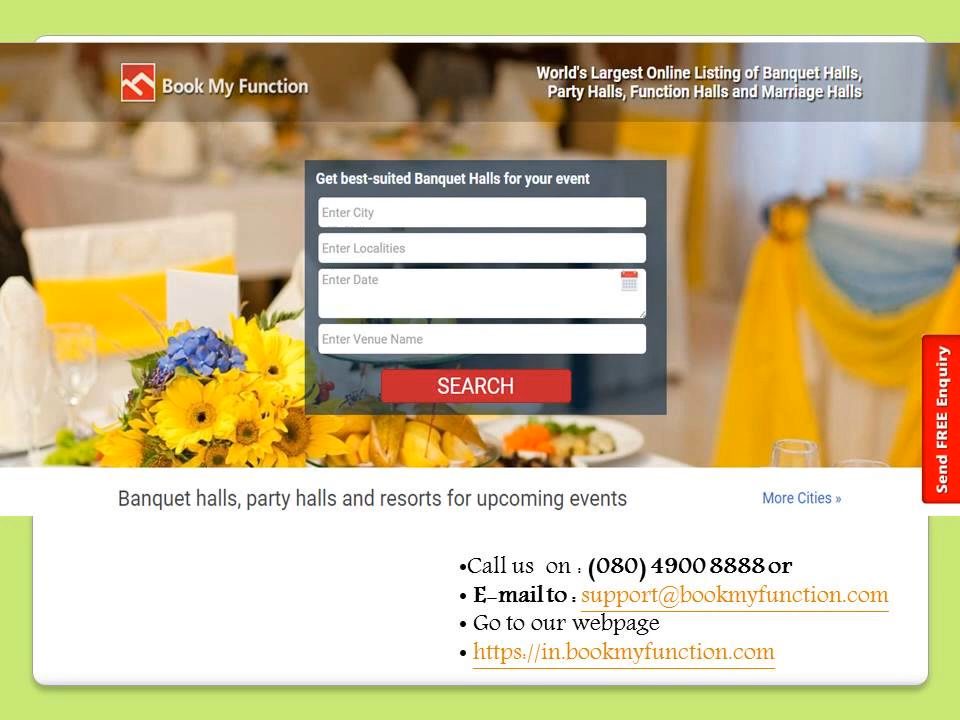 Book My Function
World's Largest Online Listing of Banquet Halls,
Party Halls, Function Halls and Marriage Halls
Get best-suited Banquet Halls for your event
Enter City
Enter Localities
Enter Date
Enter Venue Name
SEARCH
Send FREE Enquiry
Banquet halls, party halls and resorts for upcoming events
More Cities »
•Call us on : (080) 4900 8888 or
• E-mail to : support@bookmyfunction.com
• Go to our webpage
• https://in.bookmyfunction.com